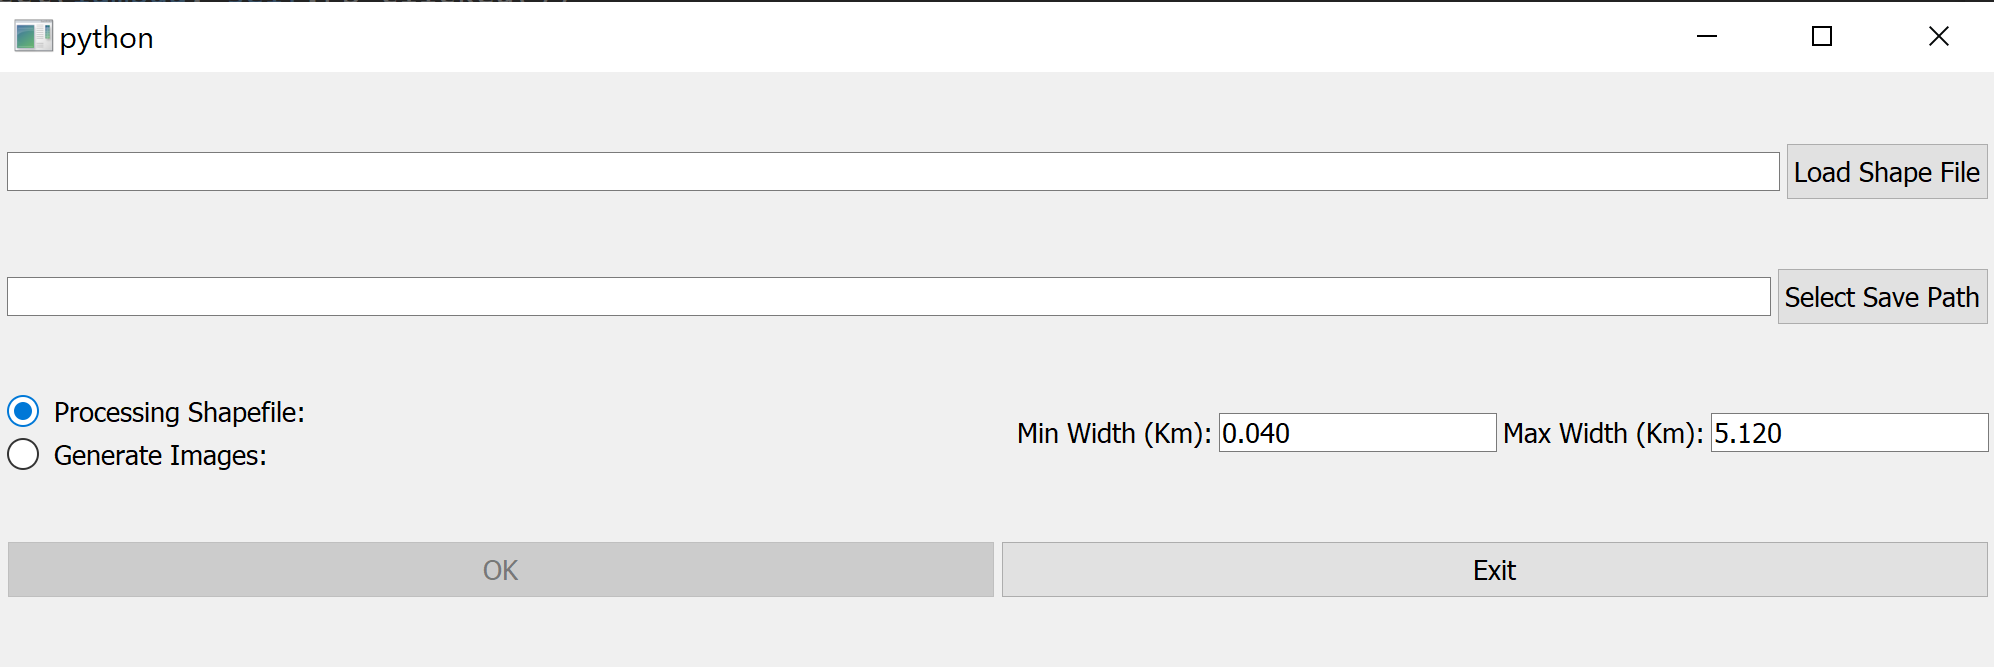 python
Load Shape File
Select Save Path
Processing Shapefile:
Generate Images:
Min Width (Km): 0.040 Max Width (Km): 5.120
OK Exit